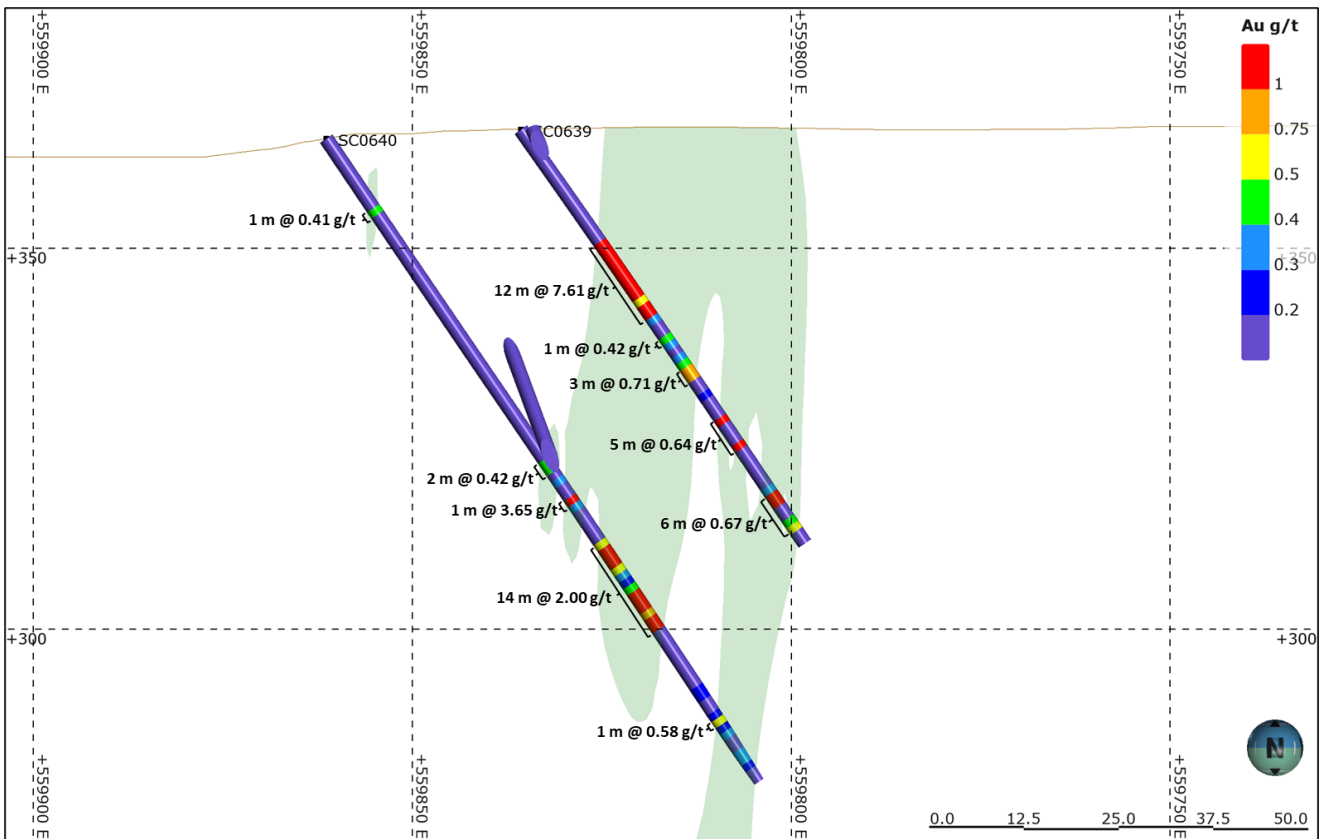 +559900 E
+559850 E
+559800 E
+559750 E
Au g/t
1
0.75
0.5
0.4
0.3
0.2
SC0640
SC0639
1 m @ 0.41 g/t
+350
+350
12 m @ 7.61 g/t
1 m @ 0.42 g/t
3 m @ 0.71 g/t
5 m @ 0.64 g/t
2 m @ 0.42 g/t
1 m @ 3.65 g/t
6 m @ 0.67 g/t
14 m @ 2.00 g/t
+300
+300
1 m @ 0.58 g/t
N
+559900 E
+559850 E
+559800 E
+559750 E
0.0 12.5 25.0 37.5 50.0